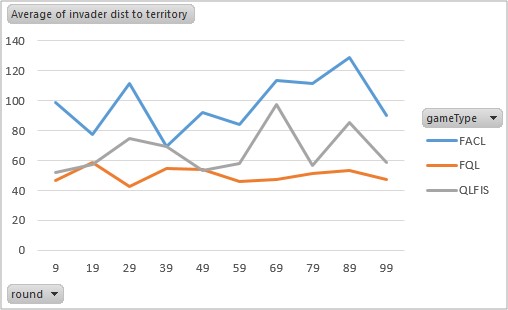 Average of invader dist to territory
140
120
100
80
60
40
20
0
9 19 29 39 49 59 69 79 89 99
gameType
FACL
FQL
QLFIS
round